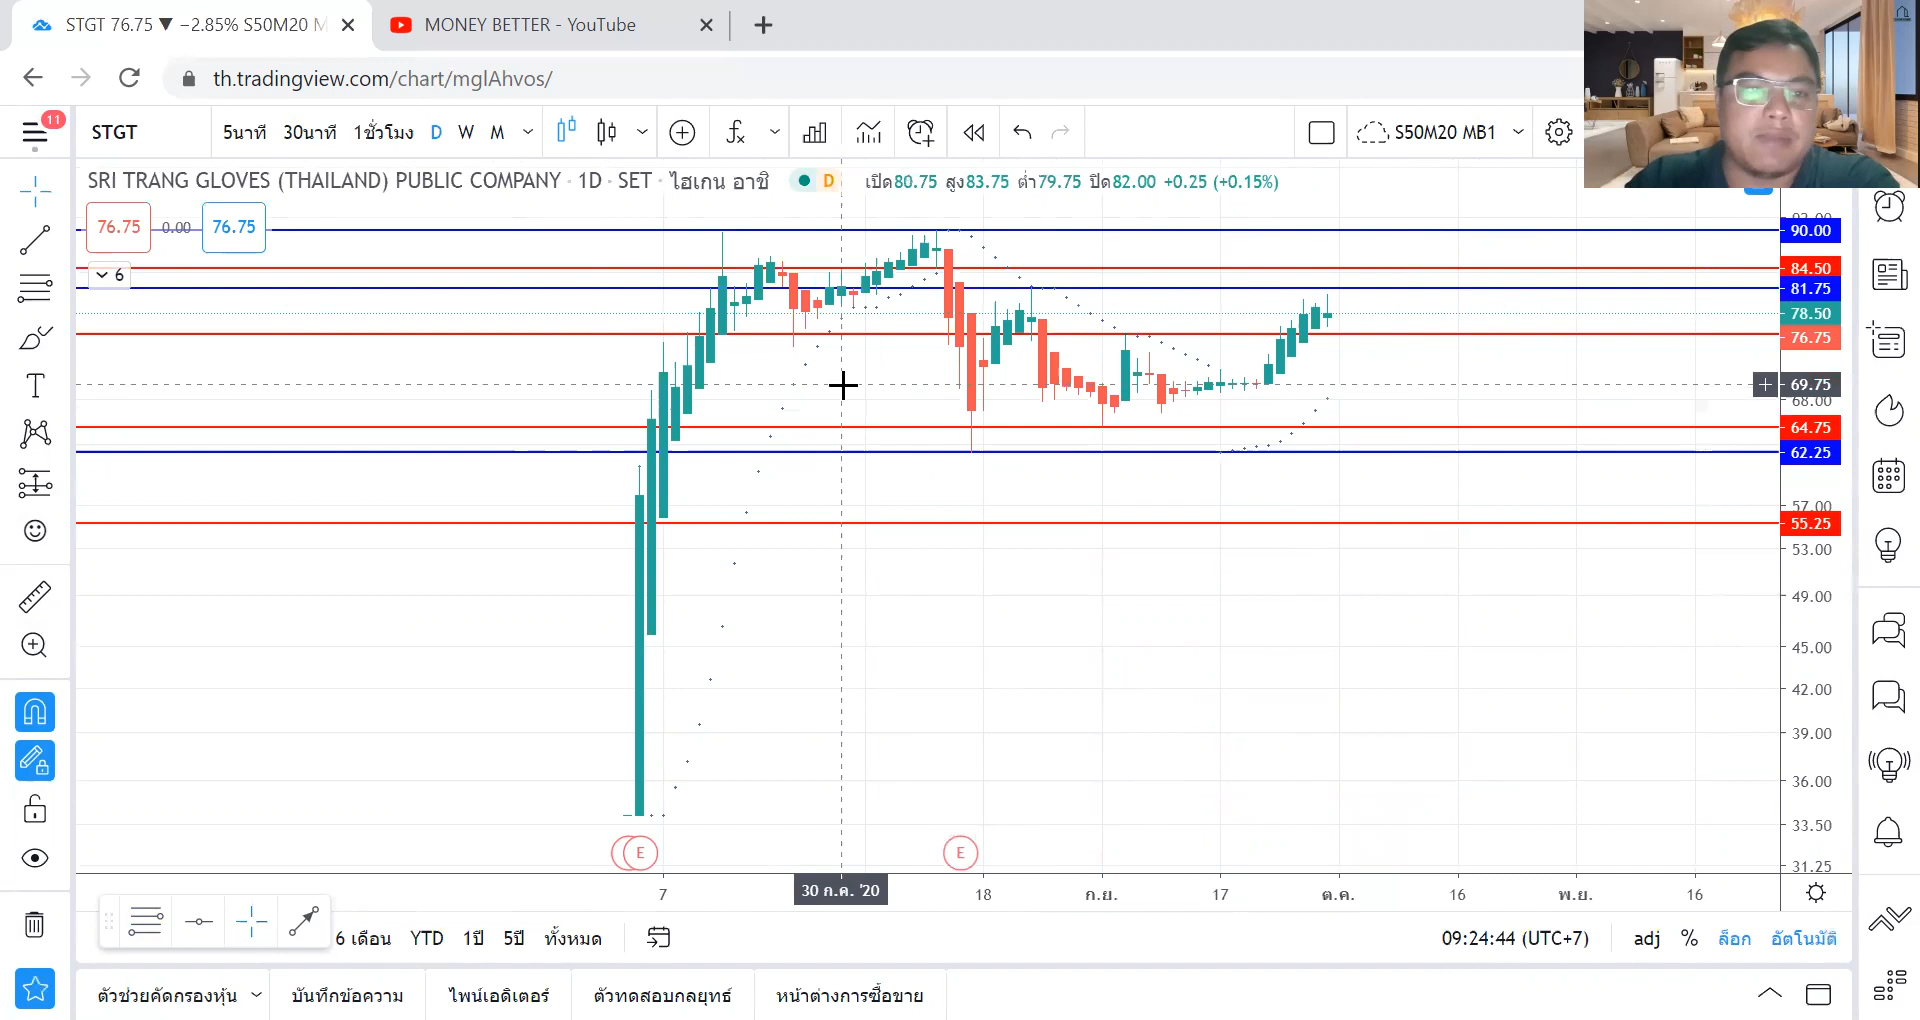 STGT 76.75 ▼ −2.85% S50M20 M
MONEY BETTER - YouTube
th.tradingview.com/chart/mglAhvos/
11
STGT
5นาที 30นาที 1ชั่วโมง D W M
S50M20 MB1
SRI TRANG GLOVES (THAILAND) PUBLIC COMPANY · 1D · SET · ไฮเกน อาชิ
D
เปิด80.75 สูง83.75 ต่ำ79.75 ปิด82.00 +0.25 (+0.15%)
76.75 0.00 76.75
6
90.00
84.50
81.75
78.50
76.75
69.75
68.00
64.75
62.25
57.00
55.25
53.00
49.00
45.00
42.00
39.00
36.00
33.50
31.25
E E
7 30 ก.ค. '20 18 ก.ย. 17 ต.ค. 16 พ.ย. 16
6 เดือน YTD 1ปี 5ปี ทั้งหมด
09:24:44 (UTC+7) adj % ล็อก อัตโนมัติ
ตัวช่วยคัดกรองหุ้น บันทึกข้อความ ไพน์เอดิเตอร์ ตัวทดสอบกลยุทธ์ หน้าต่างการซื้อขาย